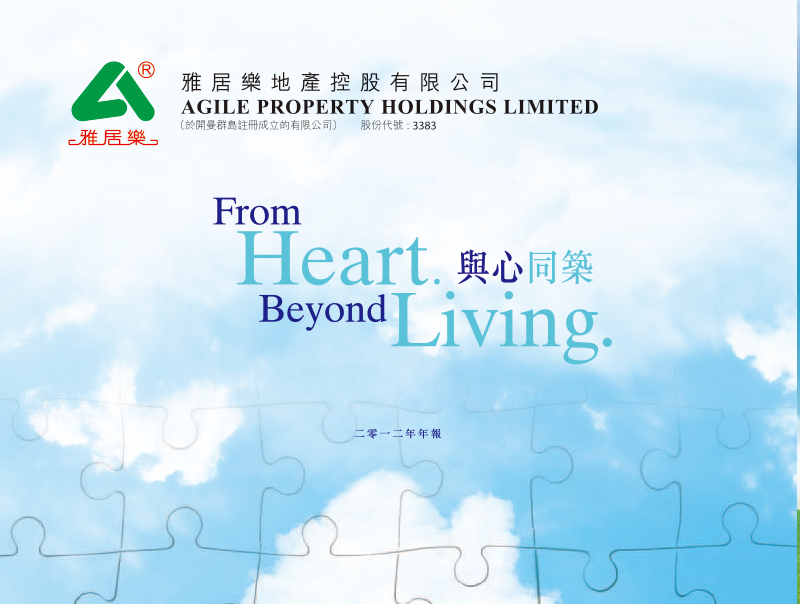 ®
雅居樂
雅居樂地產控股有限公司
AGILE PROPERTY HOLDINGS LIMITED
(於開曼群島註冊成立的有限公司) 股份代號 : 3383
From
Heart. 與心同築
Beyond
Living.
二零一二年年報